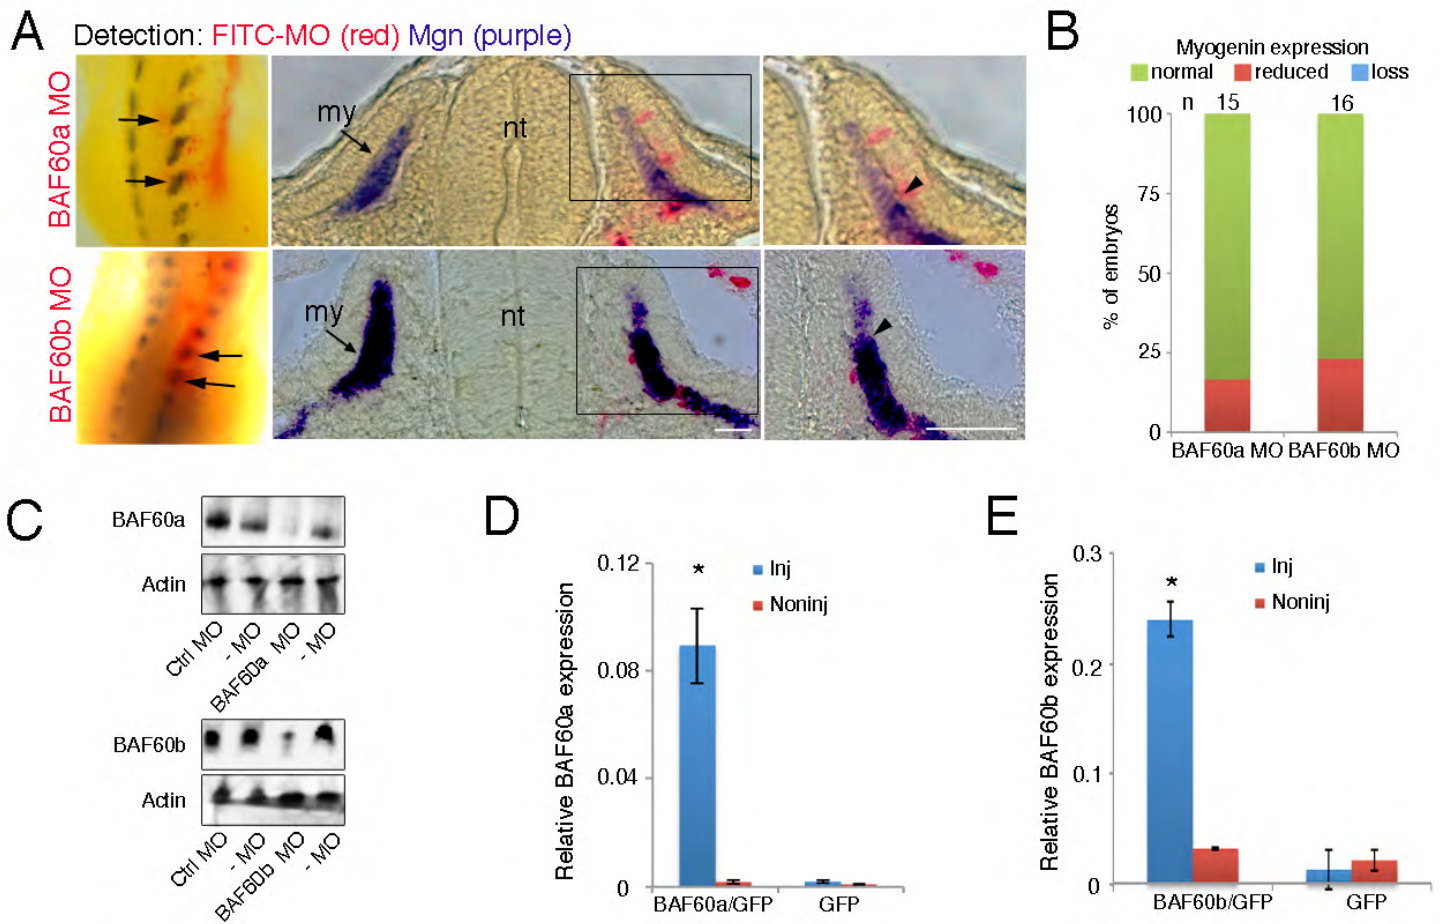 A
Detection: FITC-MO (red) Mgn (purple)
BAF60a MO
my
nt
BAF60b MO
my
nt
B
Myogenin expression
normal reduced loss
n 15 16
100
75
50
25
0
% of embryos
BAF60a MO BAF60b MO
C
BAF60a
Actin
Ctrl MO
- MO
BAF60a MO
- MO
BAF60b
Actin
Ctrl MO
- MO
BAF60b MO
- MO
D
*
Inj
Noninj
0.12
0.08
0.04
0
Relative BAF60a expression
BAF60a/GFP GFP
E
*
Inj
Noninj
0.3
0.2
0.1
0
Relative BAF60b expression
BAF60b/GFP GFP